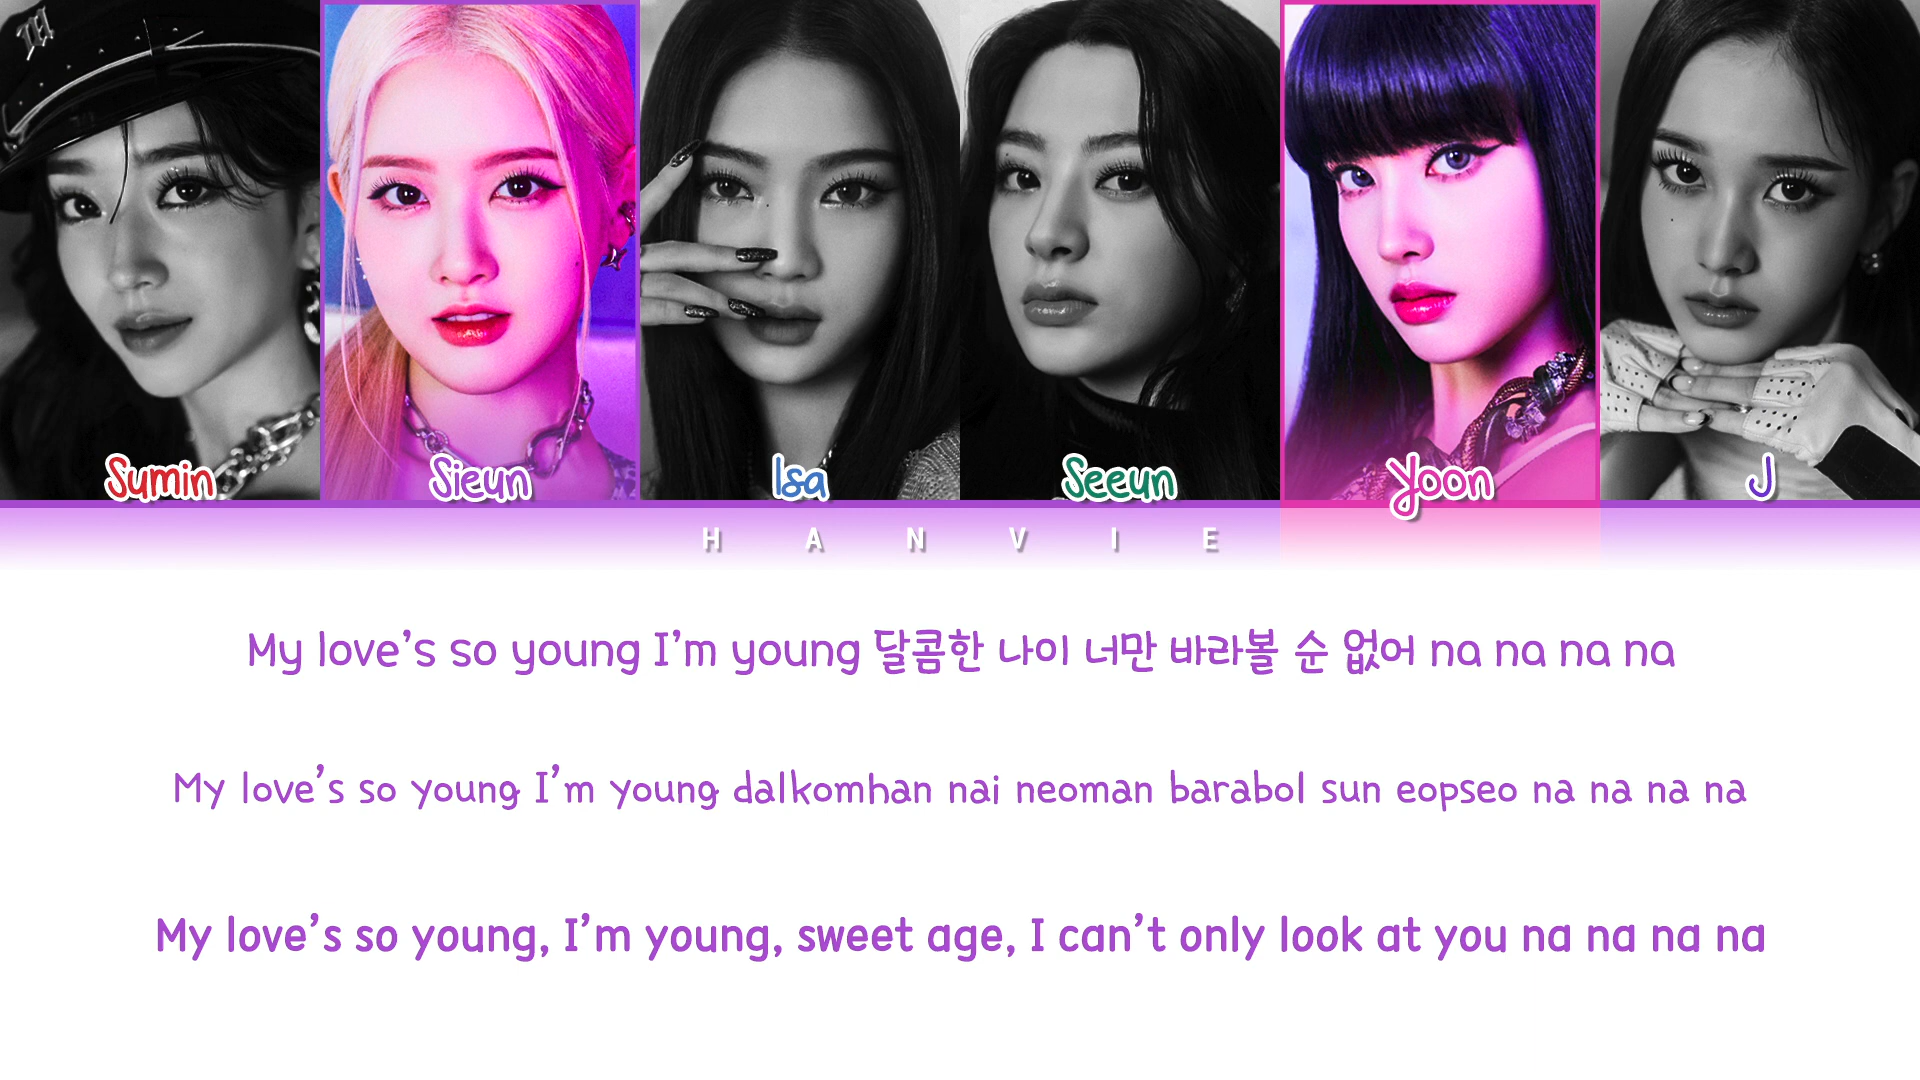 Sumin Sieun Isa Seeun Yoon J
H A N V I E
My love’s so young I’m young 달콤한 나이 너만 바라볼 순 없어 na na na na
My love’s so young I’m young dalkomhan nai neoman barabol sun eopseo na na na na
My love’s so young, I’m young, sweet age, I can’t only look at you na na na na